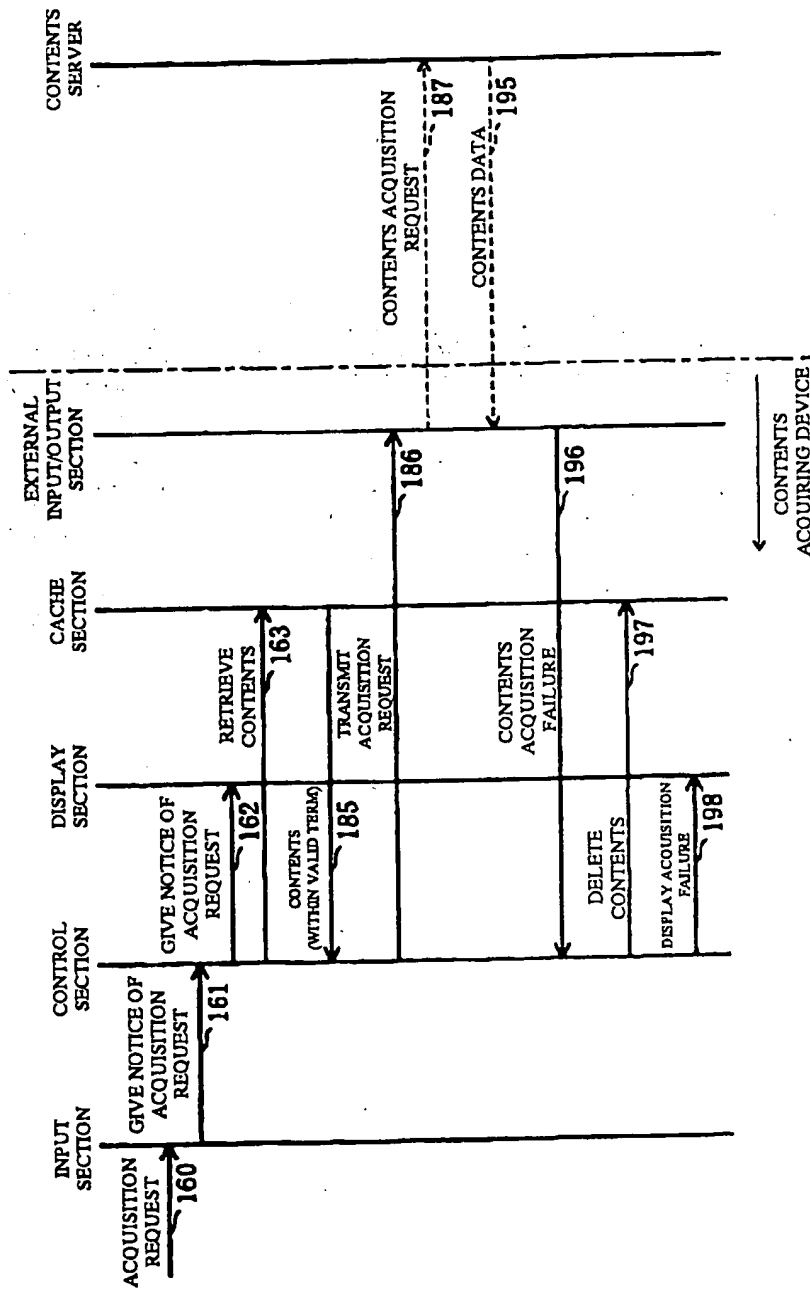 INPUT
SECTION
CONTROL
SECTION
DISPLAY
SECTION
CACHE
SECTION
EXTERNAL
INPUT/OUTPUT
SECTION
CONTENTS
SERVER
ACQUISITION
REQUEST
160
GIVE NOTICE OF
ACQUISITION
REQUEST
161
GIVE NOTICE OF
ACQUISITION
REQUEST
162
RETRIEVE
CONTENTS
163
CONTENTS
(WITHIN VALID TERM)
185
TRANSMIT
ACQUISITION
REQUEST
186
CONTENTS ACQUISITION
REQUEST
187
CONTENTS DATA
195
CONTENTS
ACQUISITION
FAILURE
196
DELETE
CONTENTS
197
DISPLAY ACQUISITION
FAILURE
198
CONTENTS
ACQUIRING DEVICE